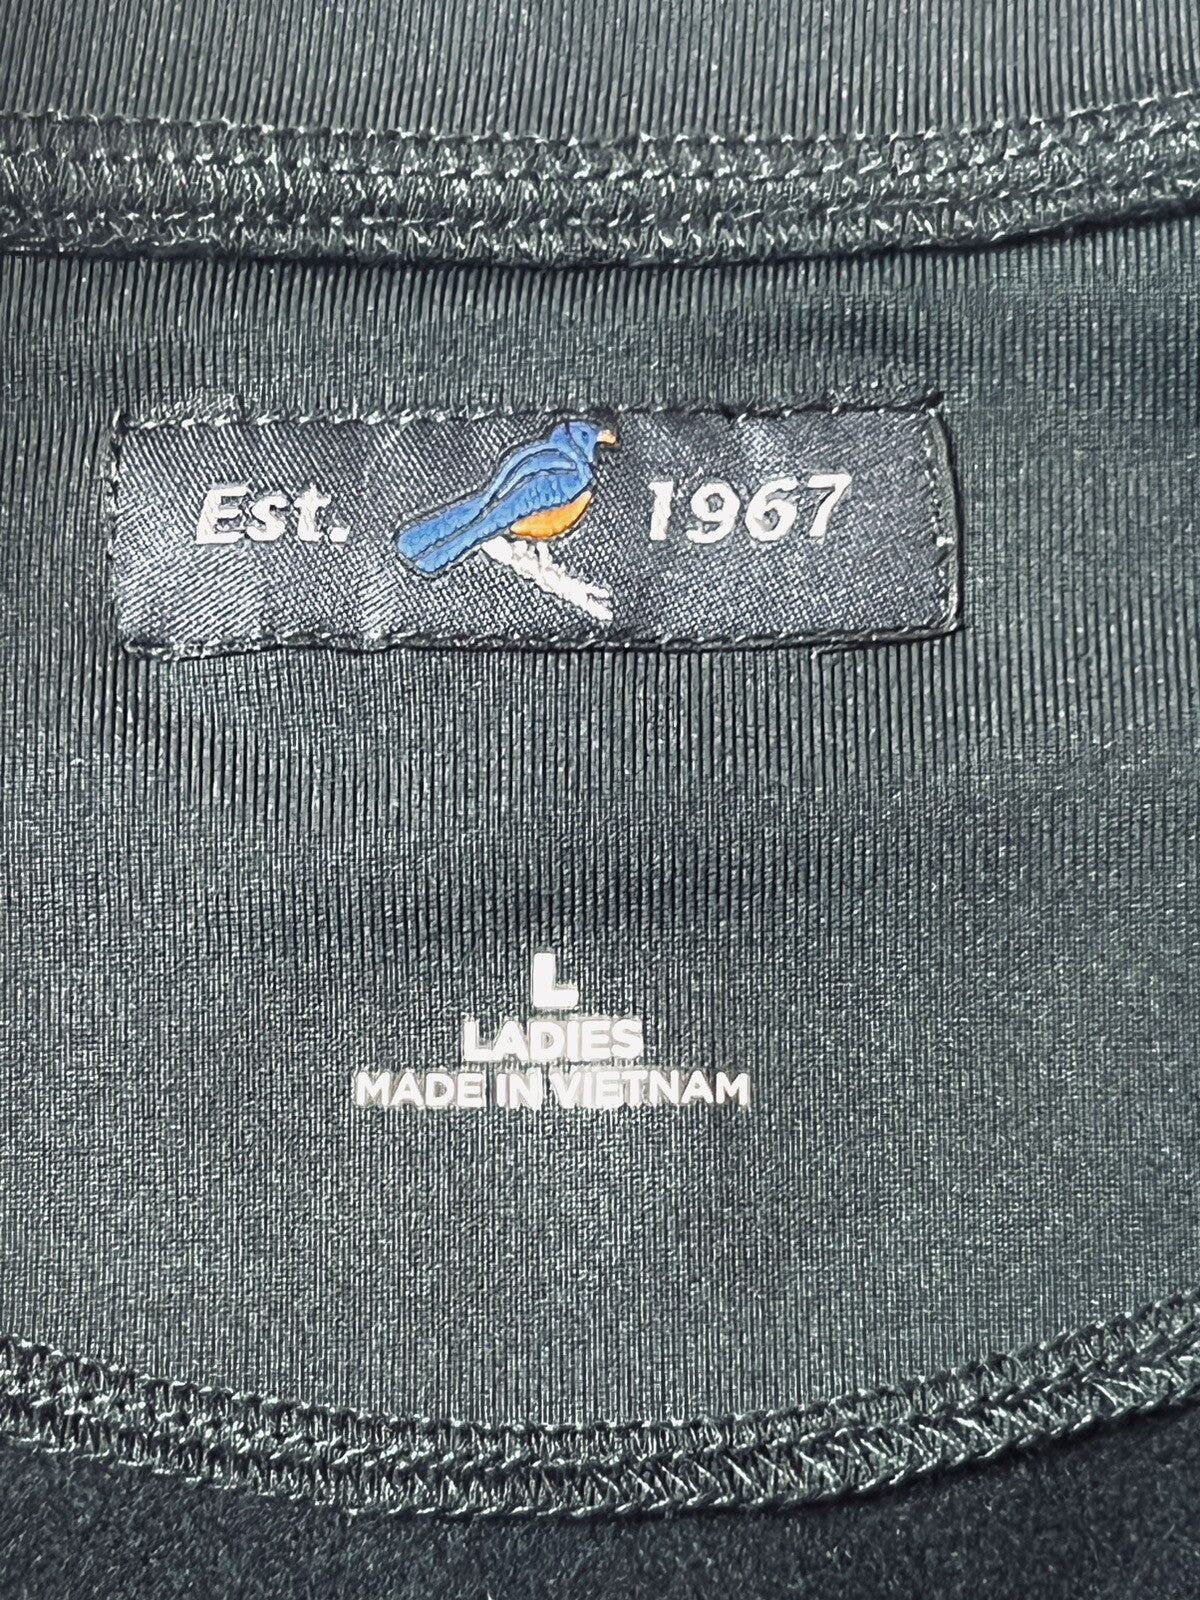 Est. 1967
L
LADIES
MADE IN VIETNAM